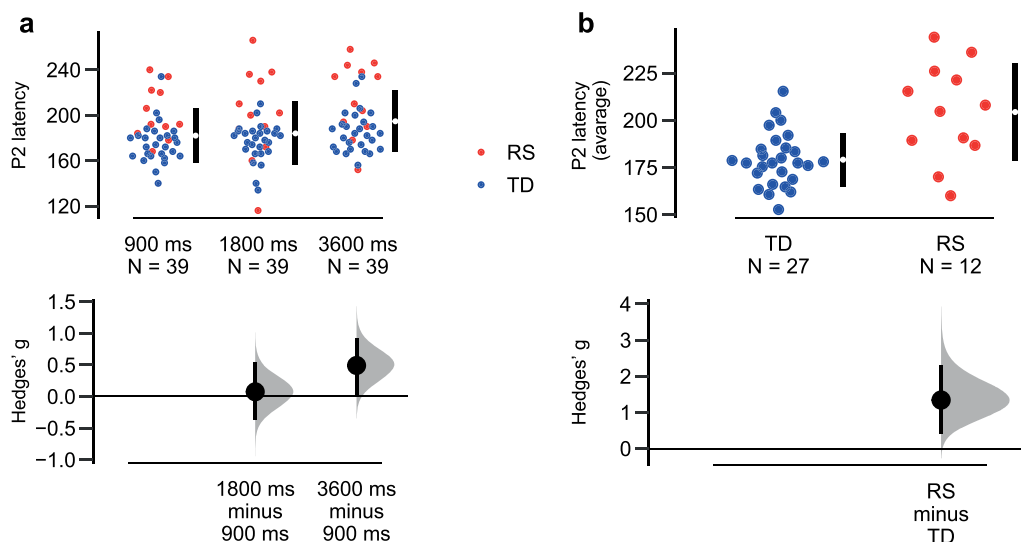 a
P2 latency
240
200
160
120
900 ms
N = 39
1800 ms
N = 39
3600 ms
N = 39
RS
TD
Hedges' g
1.5
1.0
0.5
0.0
−0.5
−1.0
1800 ms
minus
900 ms
3600 ms
minus
900 ms
b
P2 latency
(avarage)
225
200
175
150
TD
N = 27
RS
N = 12
Hedges' g
4
3
2
1
0
RS
minus
TD